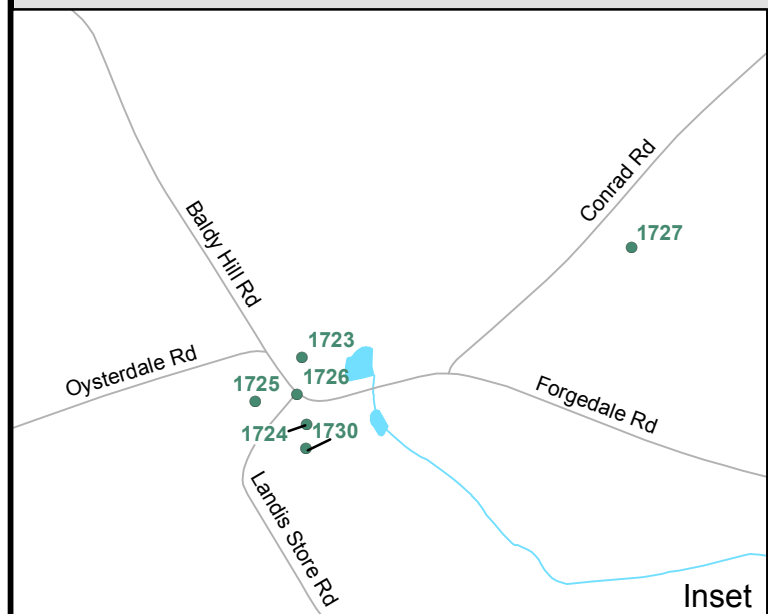 Conrad Rd
1727
Baldy Hill Rd
1723
Oysterdale Rd
1726
1725
Forgedale Rd
1724
1730
Landis Store Rd
Inset